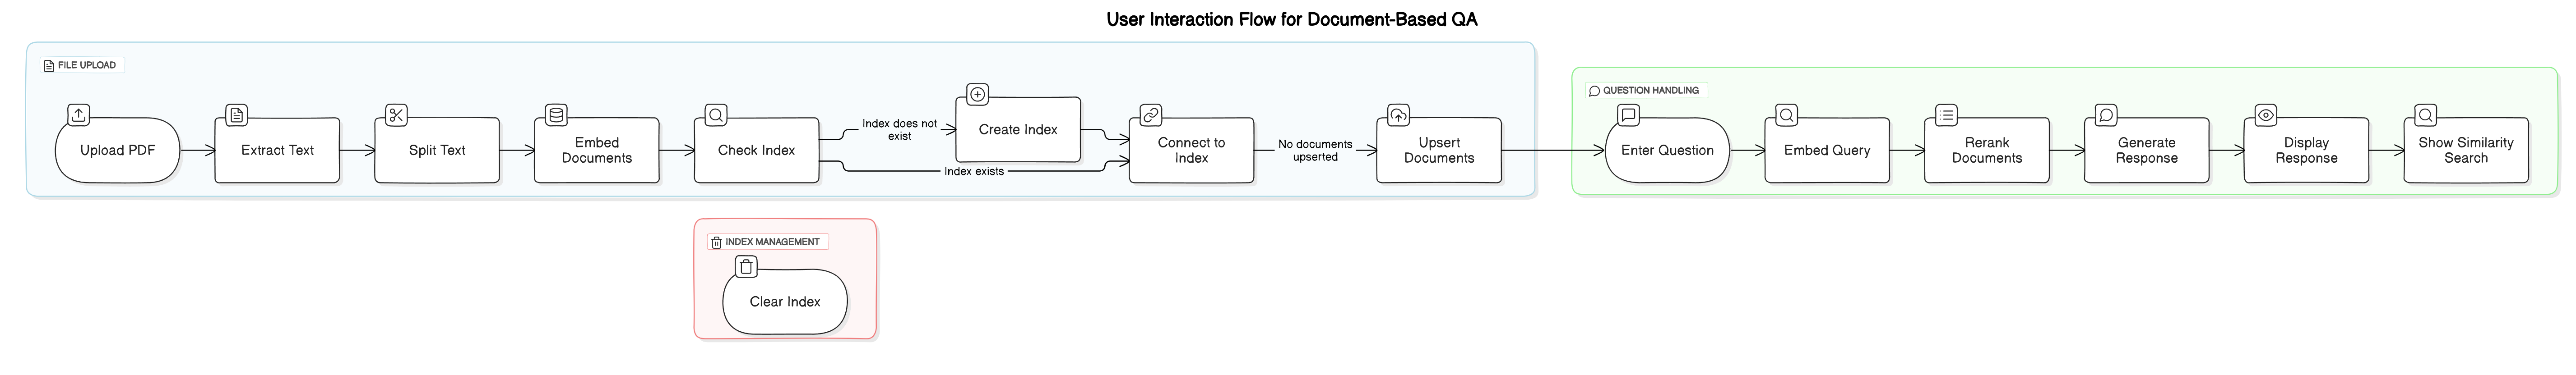 User Interaction Flow for Document-Based QA
FILE UPLOAD
Upload PDF
Extract Text
Split Text
Embed
Documents
Check Index
Index does not
exist
Create Index
Index exists
Connect to
Index
No documents
upserted
Upsert
Documents
QUESTION HANDLING
Enter Question
Embed Query
Rerank
Documents
Generate
Response
Display
Response
Show Similarity
Search
INDEX MANAGEMENT
Clear Index